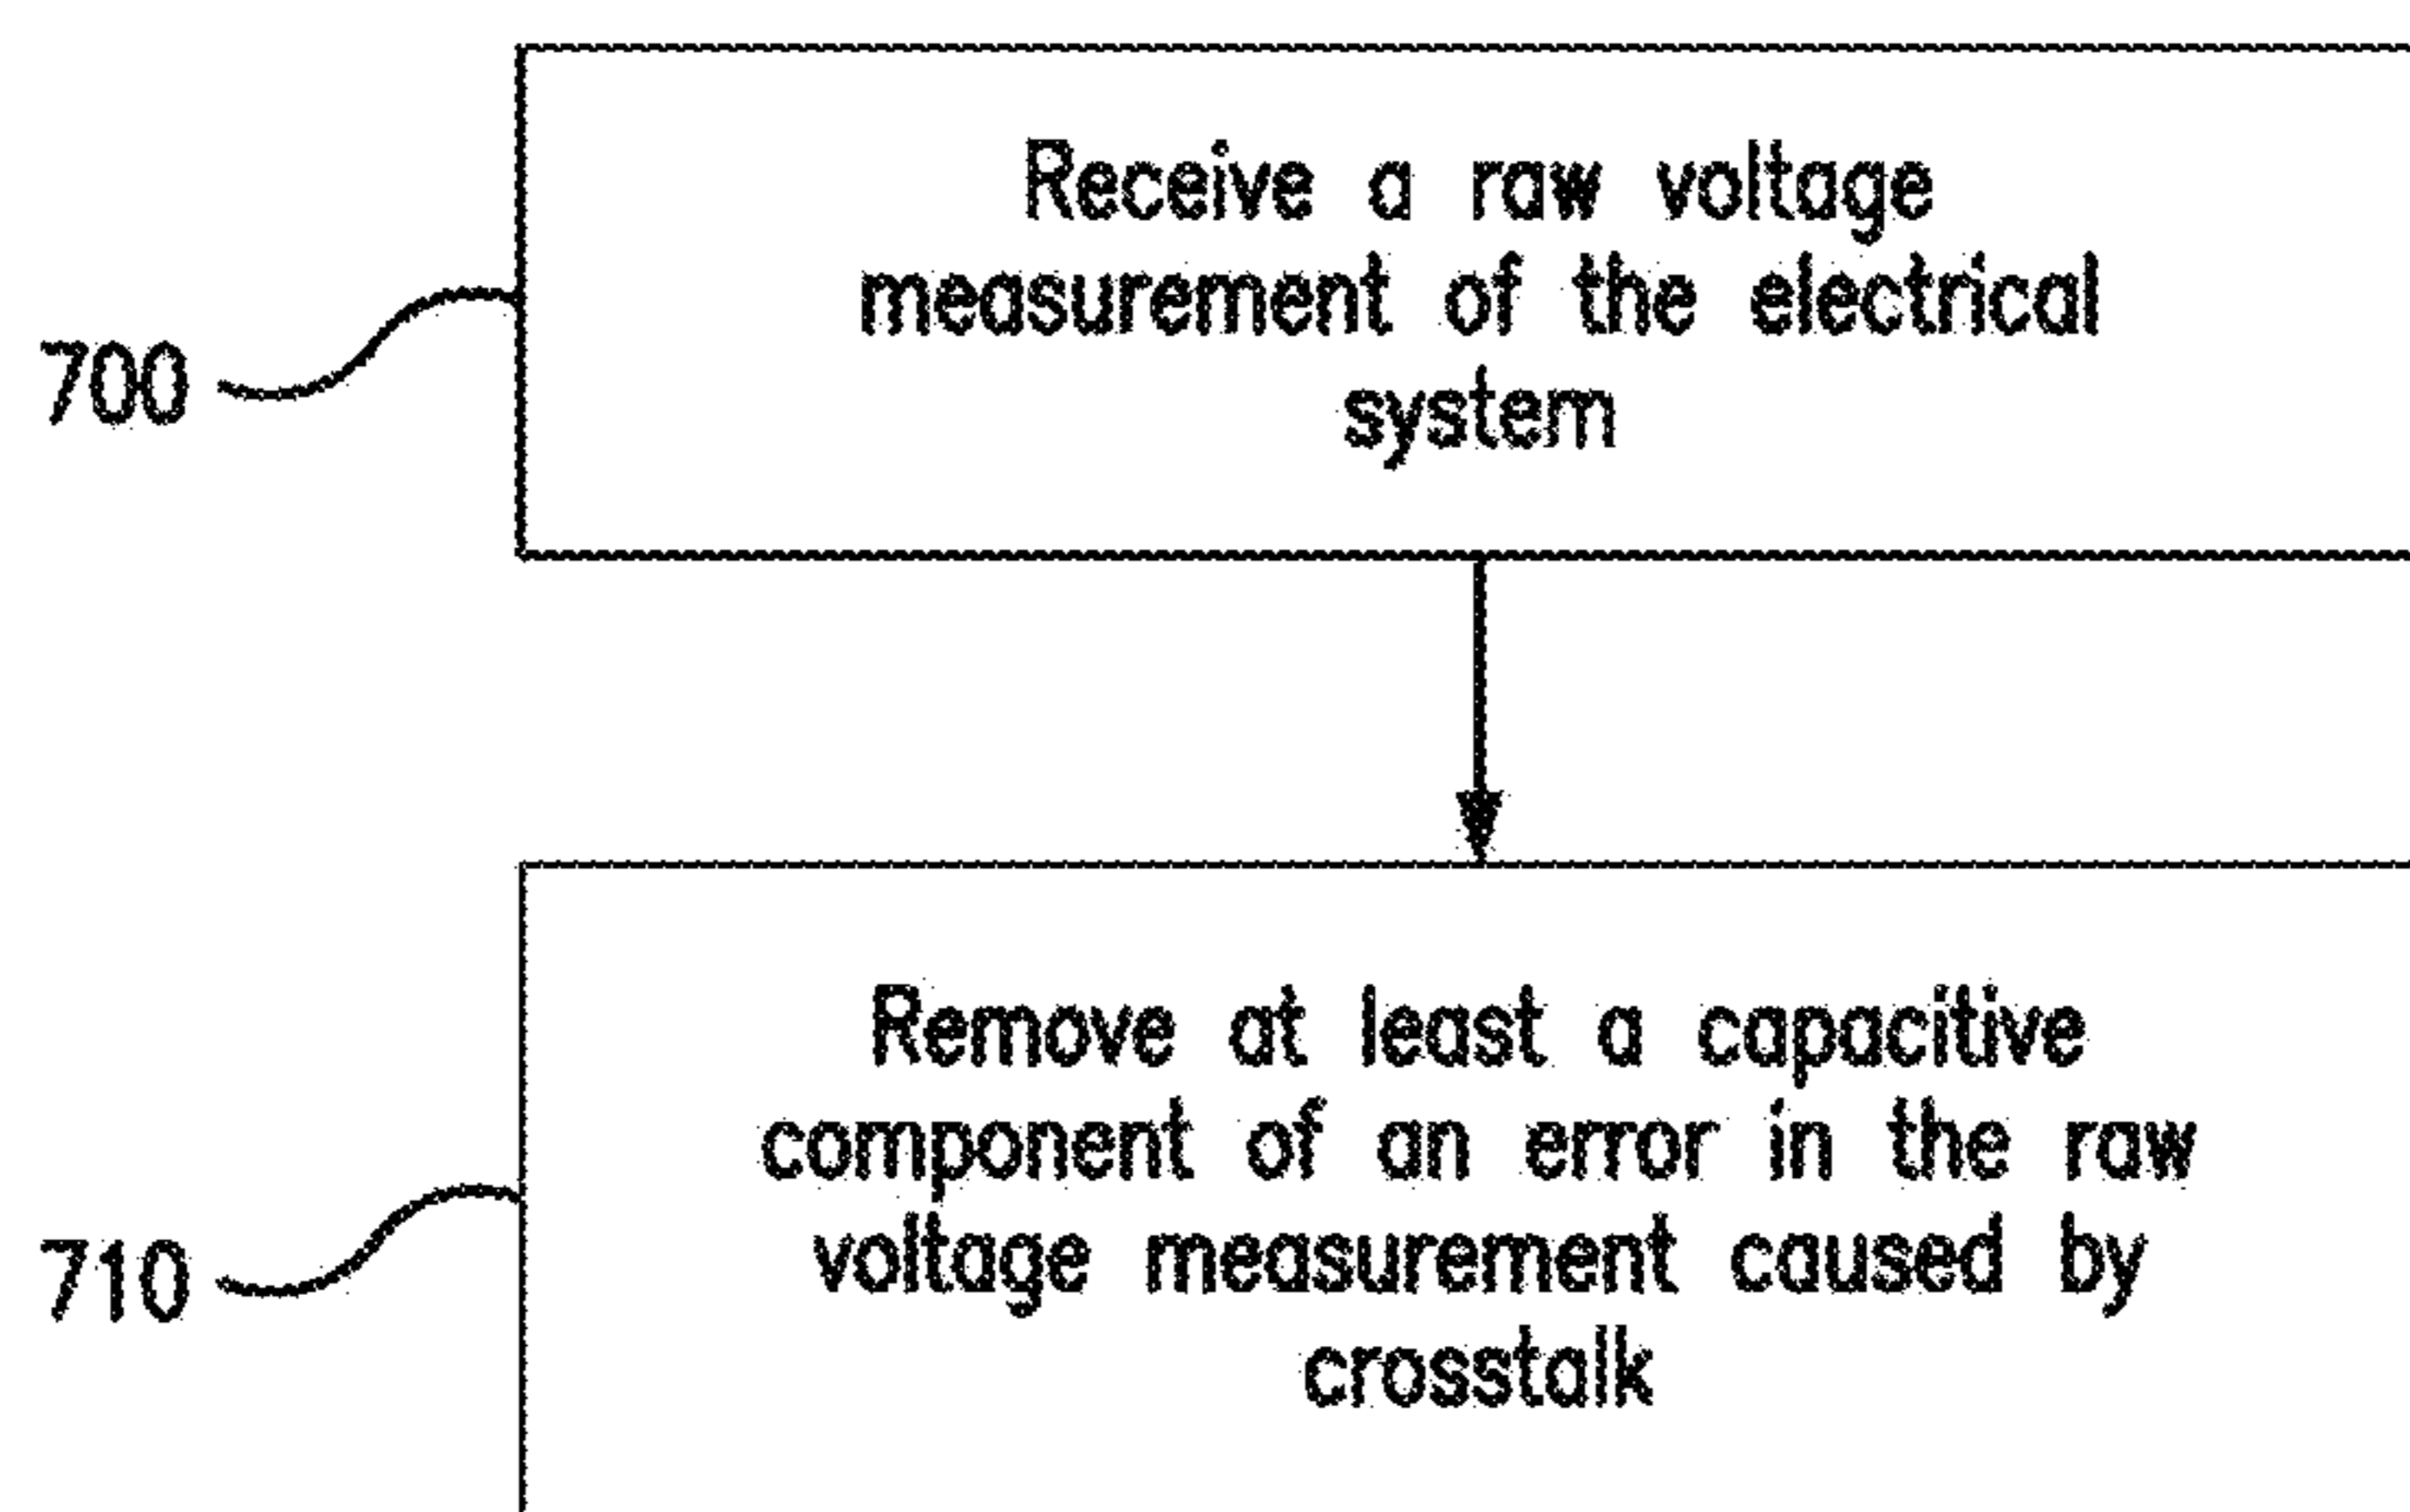 Receive a raw voltage
measurement of the electrical
system
700
Remove at least a capacitive
component of an error in the raw
voltage measurement caused by
crosstalk
710